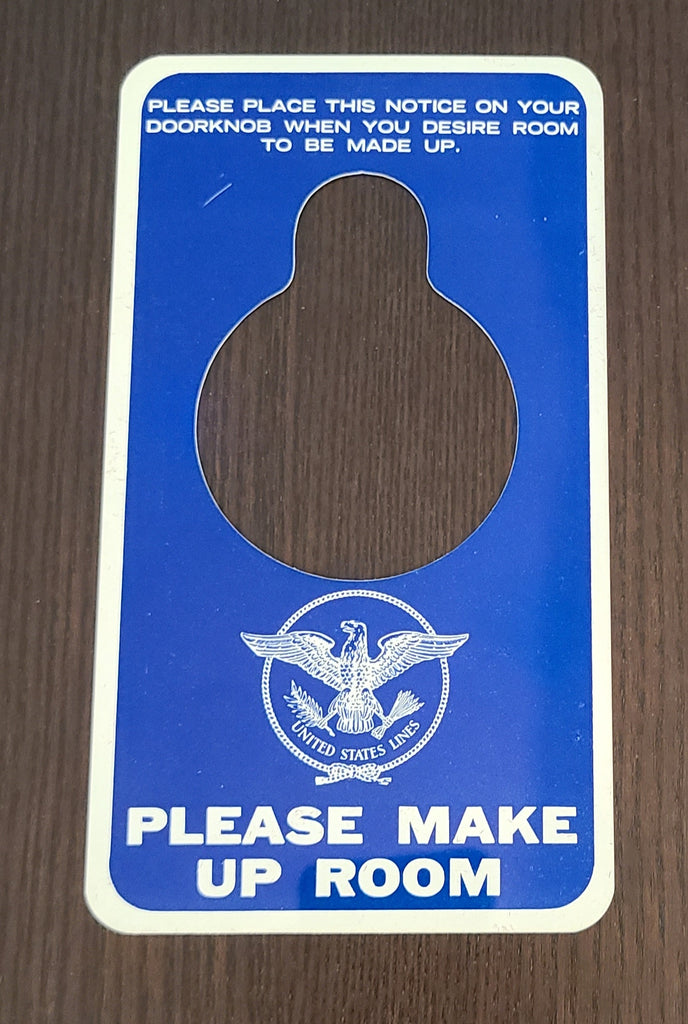 PLEASE PLACE THIS NOTICE ON YOUR
DOORKNOB WHEN YOU DESIRE ROOM
TO BE MADE UP.
UNITED STATES LINES
PLEASE MAKE
UP ROOM